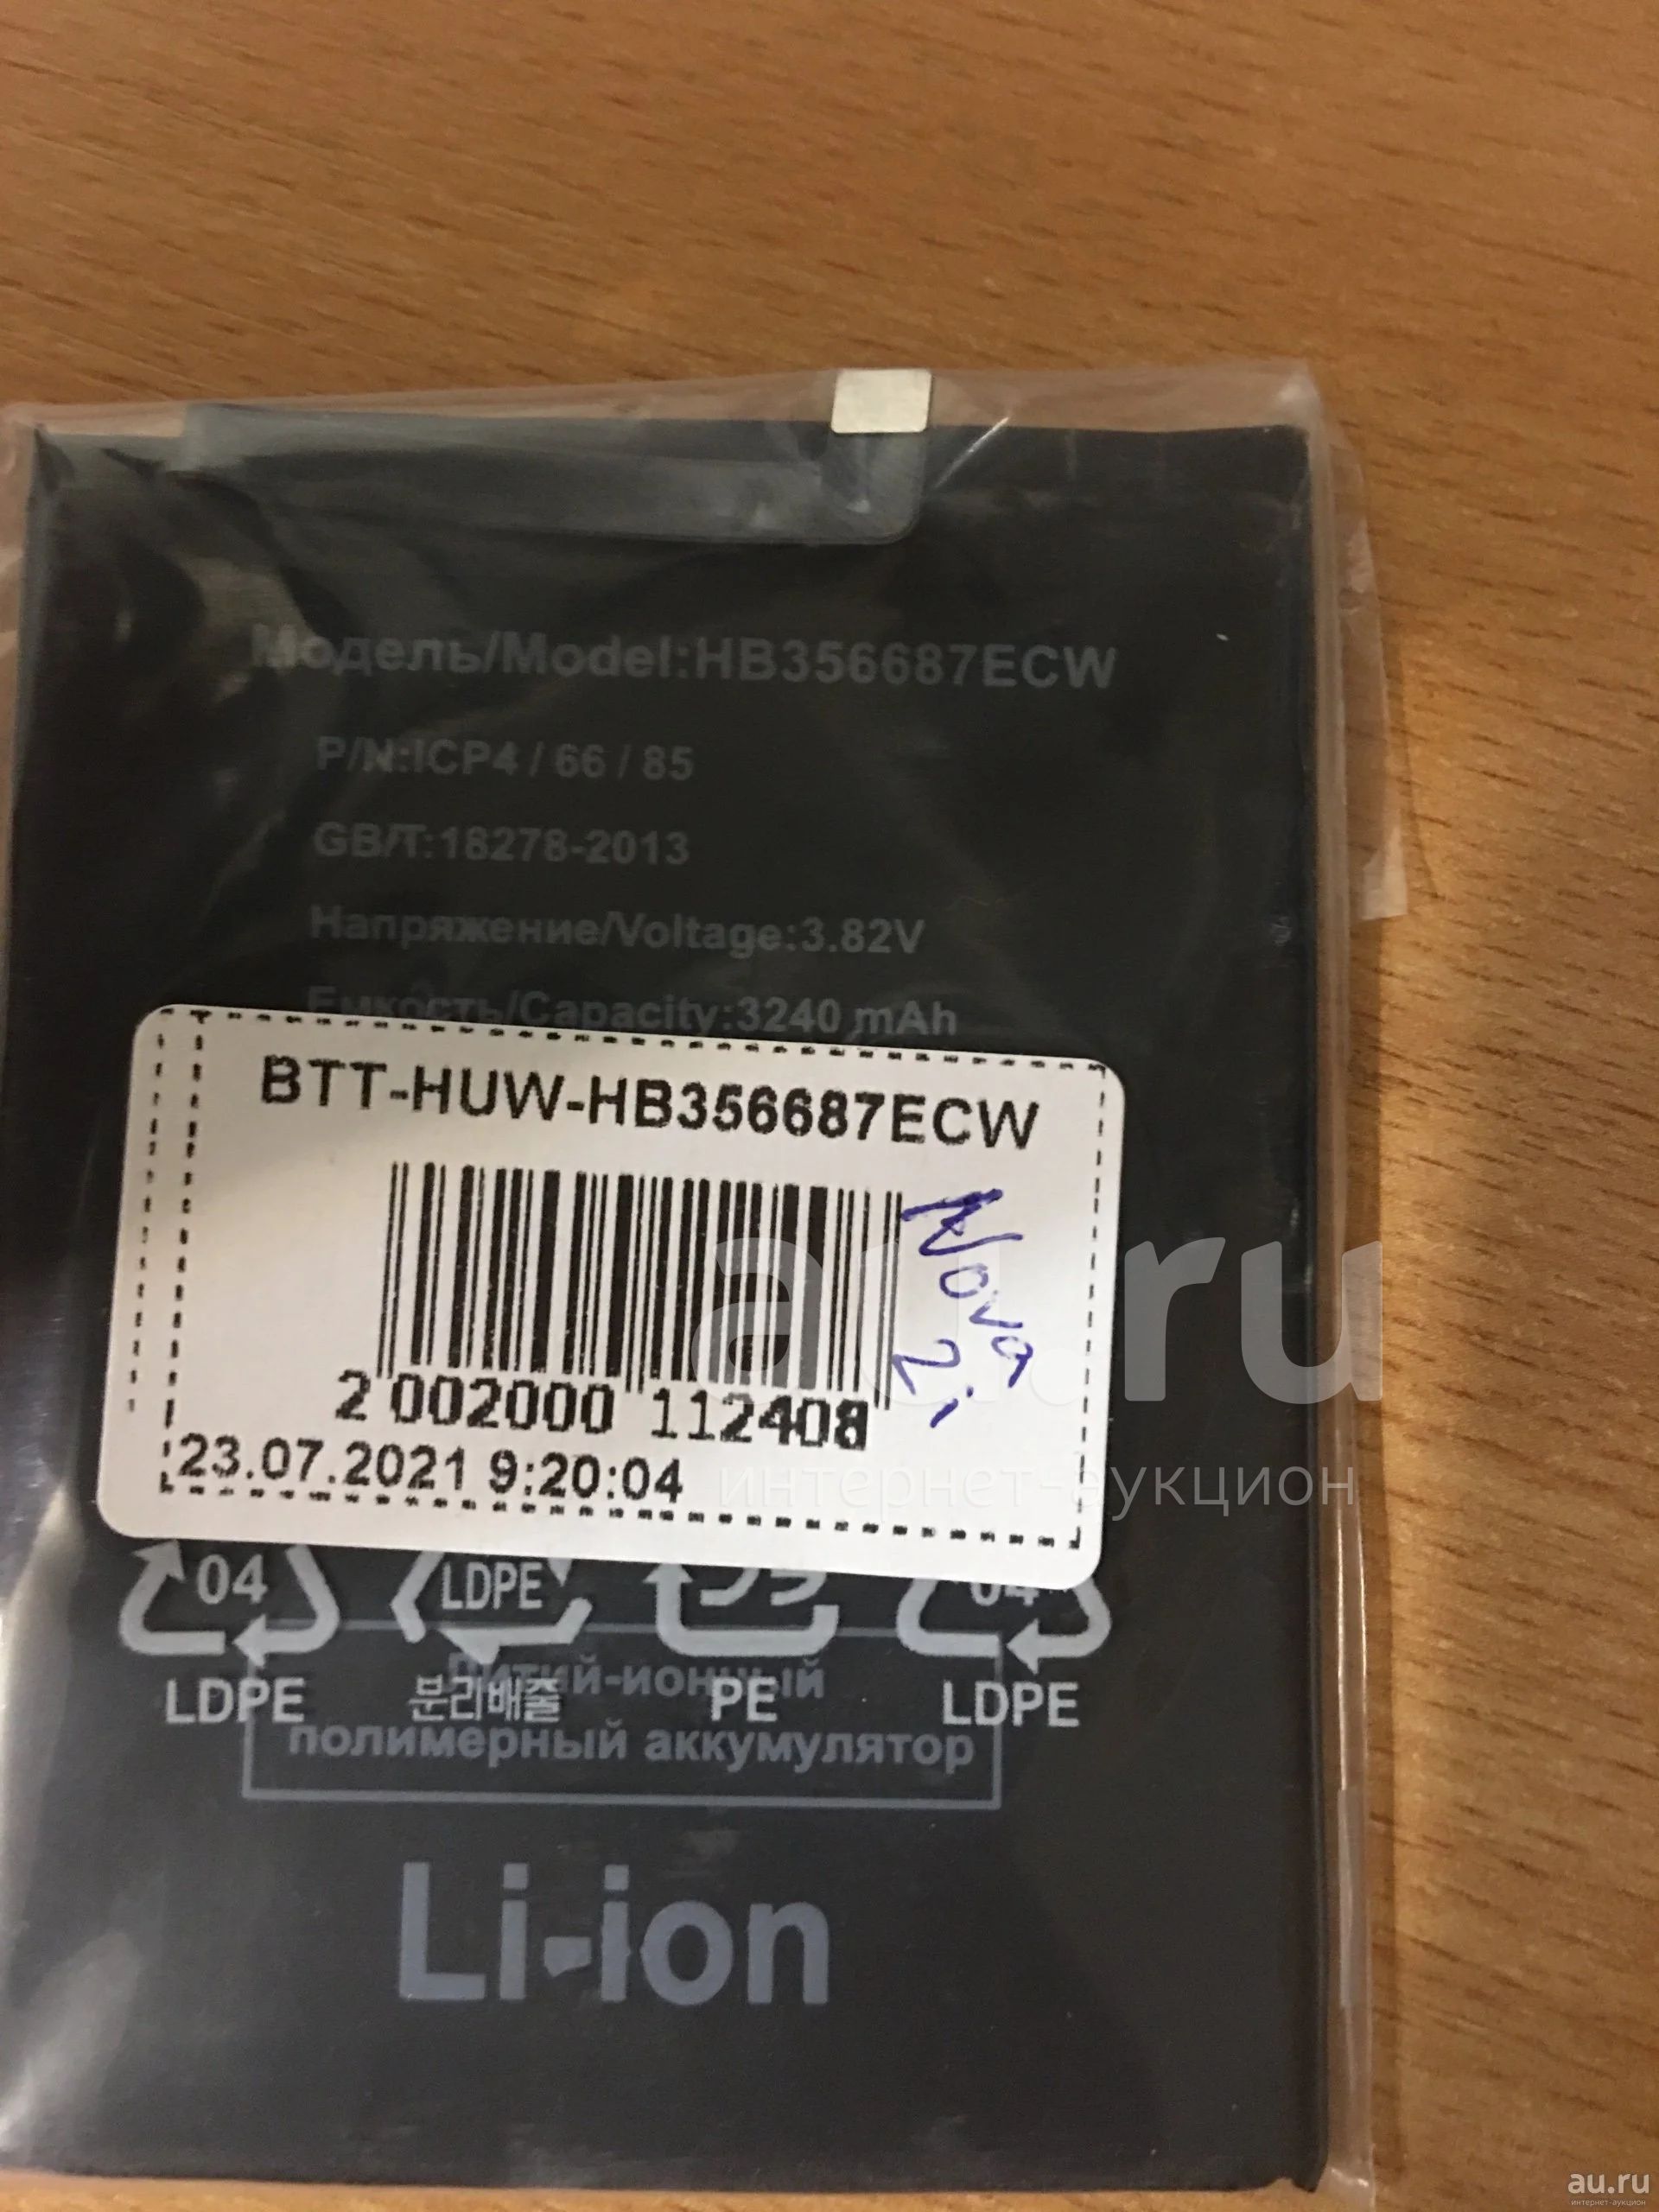 Модель/Model:HB356687ECW
P/N:ICP4 / 66 / 85
GB/T:18278-2013
Напряжение/Voltage:3.82V
Емкость/Capacity:3240 mAh
BTT-HUW-HB356687ECW
Nova
2i
2 002000 112408
23.07.2021 9:20:04
au.ru
интернет-аукцион
04
LDPE
04
LDPE
분리배출
PE
LDPE
Литий-ионный
полимерный аккумулятор
Li-ion
au.ru
интернет-аукцион